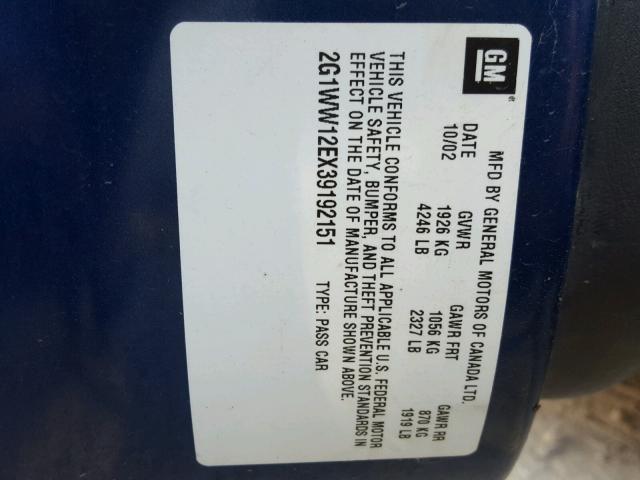 GM
MFD BY GENERAL MOTORS OF CANADA LTD.
DATE GVWR GAWR FRT GAWR RR
10/02 1926 KG 1056 KG 870 KG
4246 LB 2327 LB 1919 LB
THIS VEHICLE CONFORMS TO ALL APPLICABLE U.S. FEDERAL MOTOR
VEHICLE SAFETY, BUMPER, AND THEFT PREVENTION STANDARDS IN
EFFECT ON THE DATE OF MANUFACTURE SHOWN ABOVE.
2G1WW12EX39192151 TYPE: PASS CAR